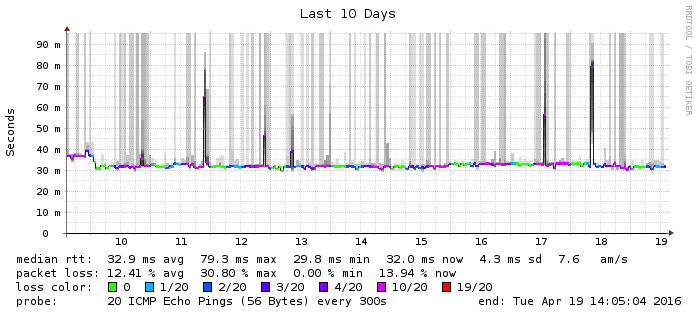 Last 10 Days
RRDTOOL / TOBI OETIKER
Seconds
90 m
80 m
70 m
60 m
50 m
40 m
30 m
20 m
10 m
0
10 11 12 13 14 15 16 17 18 19
median rtt: 32.9 ms avg 79.3 ms max 29.8 ms min 32.0 ms now 4.3 ms sd 7.6 am/s
packet loss: 12.41 % avg 30.80 % max 0.00 % min 13.94 % now
loss color: 0 1/20 2/20 3/20 4/20 10/20 19/20
probe: 20 ICMP Echo Pings (56 Bytes) every 300s end: Tue Apr 19 14:05:04 2016